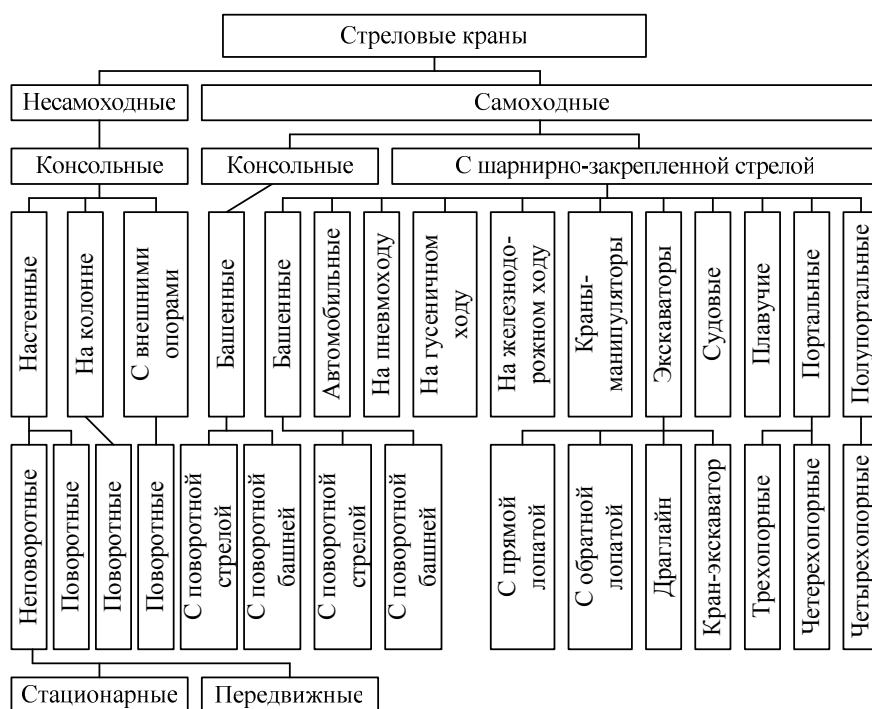 Стреловые краны
Несамоходные
Самоходные
Консольные
Консольные
С шарнирно-закрепленной стрелой
Настенные
На колонне
С внешними
опорами
Башенные
Башенные
Автомобильные
На пневмоходу
На гусеничном
ходу
На железнодо-
рожном ходу
Краны-
манипуляторы
Экскаваторы
Судовые
Плавучие
Портальные
Полупортальные
Неповоротные
Поворотные
Поворотные
Поворотные
С поворотной
стрелой
С поворотной
башней
С поворотной
стрелой
С поворотной
башней
С прямой
лопатой
С обратной
лопатой
Драглайн
Кран-экскаватор
Трехопорные
Четерехопорные
Четырехопорные
Стационарные
Передвижные